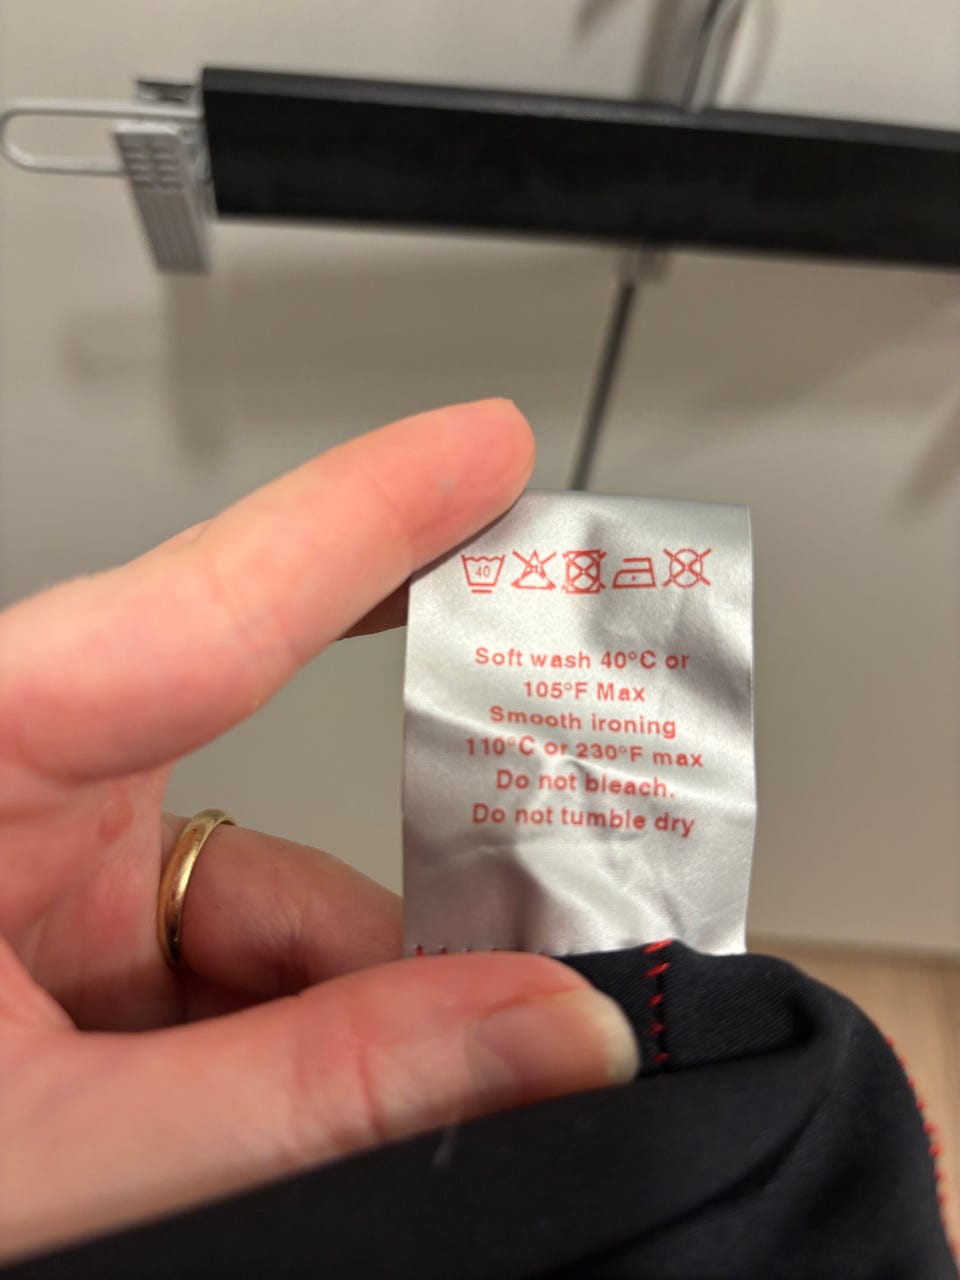 40
Soft wash 40°C or
105°F Max
Smooth ironing
110°C or 230°F max
Do not bleach.
Do not tumble dry